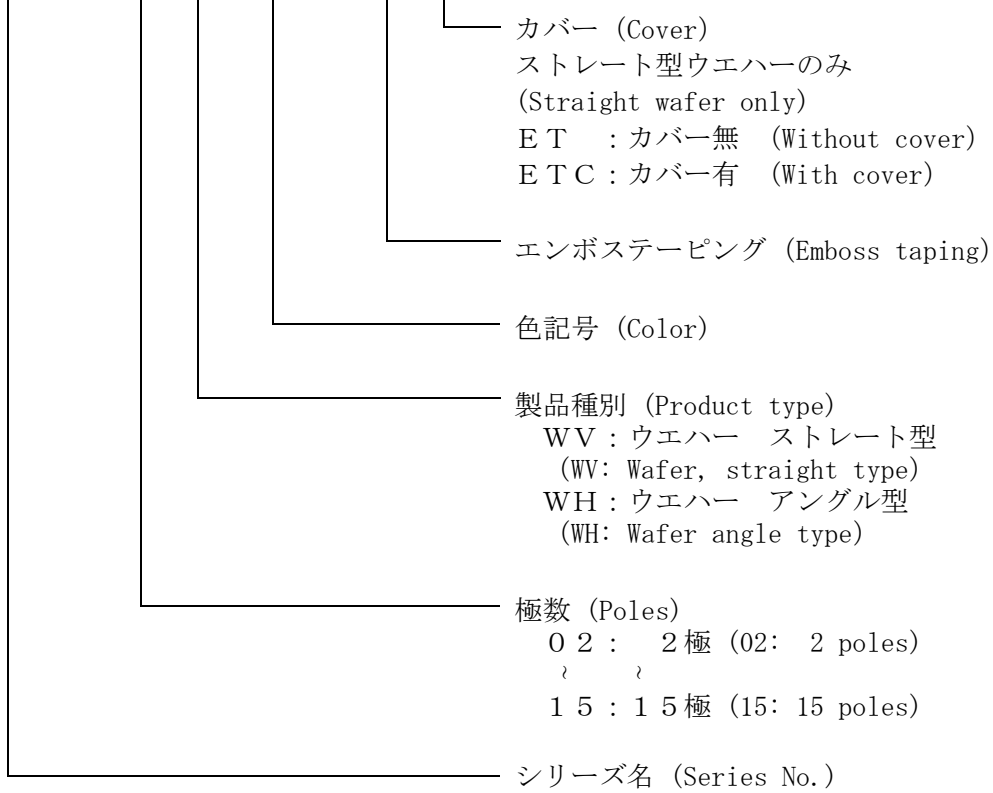 カバー (Cover)
ストレート型ウエハーのみ
(Straight wafer only)
ＥＴ　：カバー無　(Without cover)
ＥＴＣ：カバー有　(With cover)
エンボステーピング (Emboss taping)
色記号 (Color)
製品種別 (Product type)
ＷＶ：ウエハー　ストレート型
(WV: Wafer, straight type)
ＷＨ：ウエハー　アングル型
(WH: Wafer angle type)
極数 (Poles)
０２：　２極 (02:　2 poles)
～　　～
１５：１５極 (15: 15 poles)
シリーズ名 (Series No.)